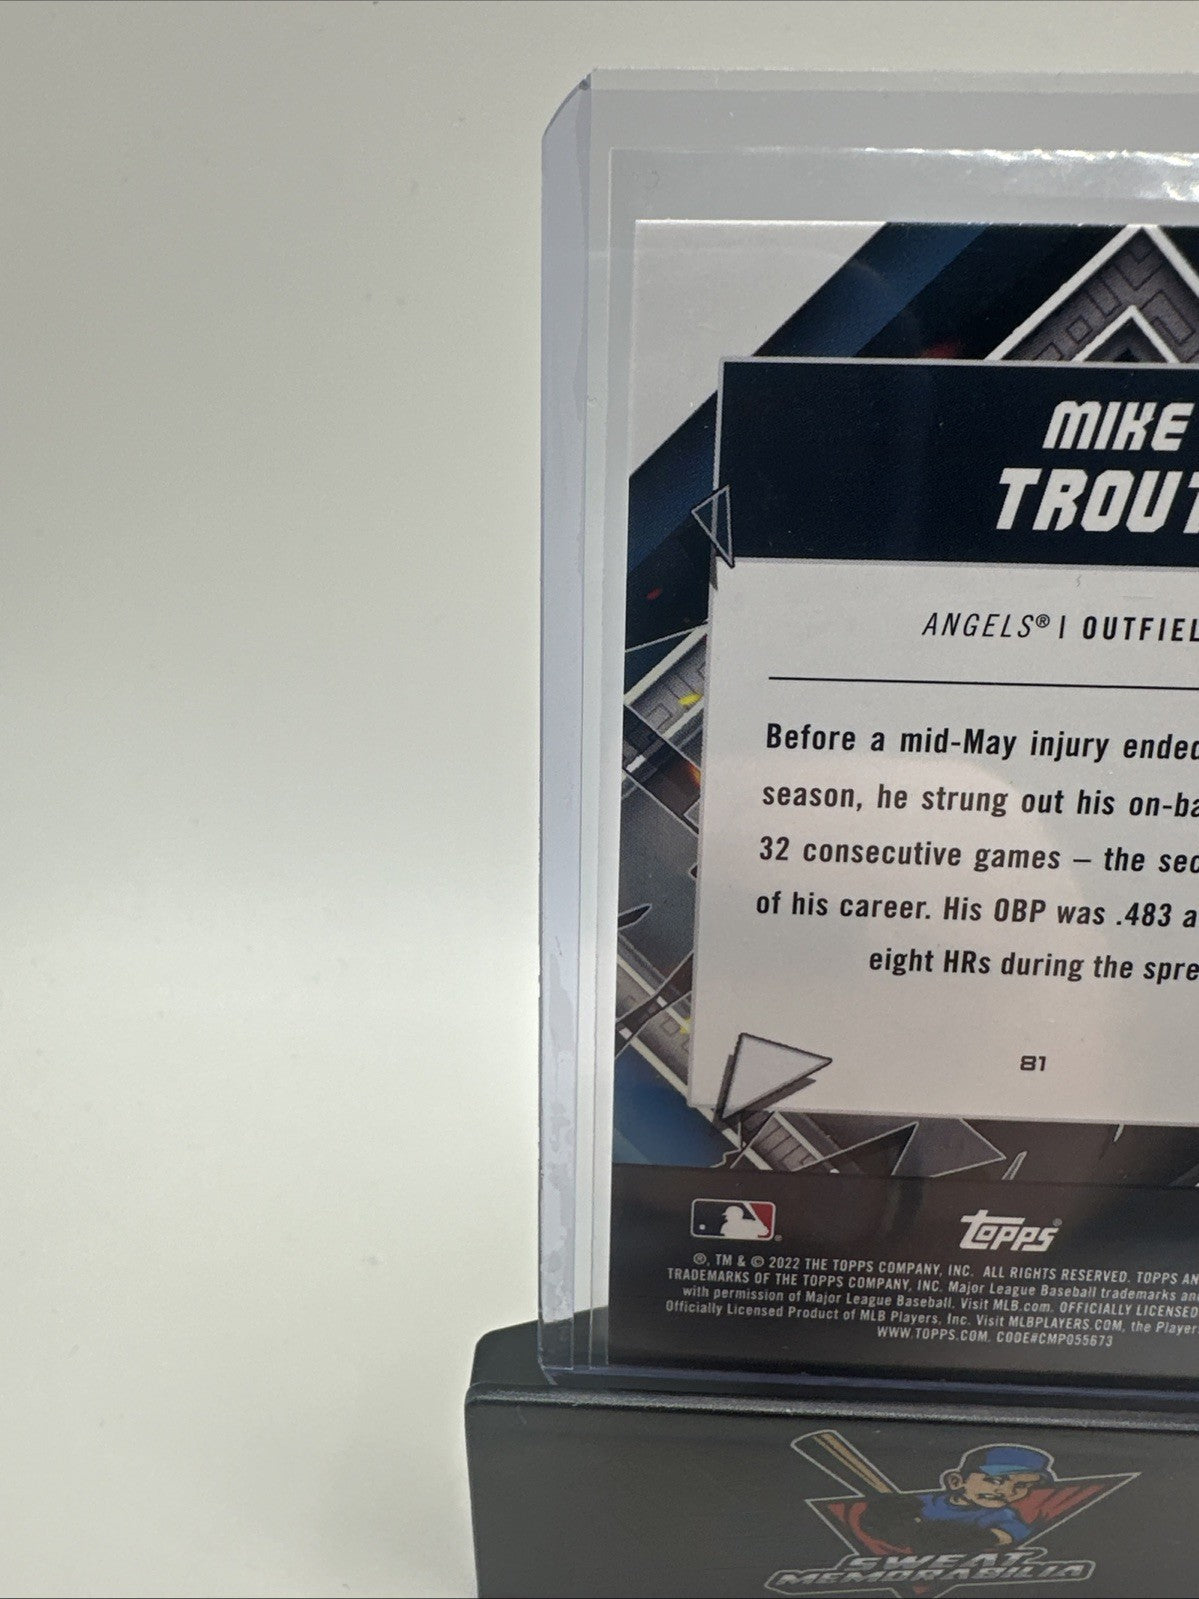 MIKE
TROUT
ANGELS® | OUTFIEL
Before a mid-May injury ended
season, he strung out his on-ba
32 consecutive games – the sec
of his career. His OBP was .483 a
eight HRs during the spre
81
topps
®, TM & © 2022 THE TOPPS COMPANY, INC. ALL RIGHTS RESERVED. TOPPS AN
TRADEMARKS OF THE TOPPS COMPANY, INC. Major League Baseball trademarks and
with permission of Major League Baseball. Visit MLB.com. OFFICIALLY LICENSED
Officially Licensed Product of MLB Players, Inc. Visit MLBPLAYERS.COM, the Player
WWW.TOPPS.COM. CODE#CMP055673
SWEAT
MEMORABILIA